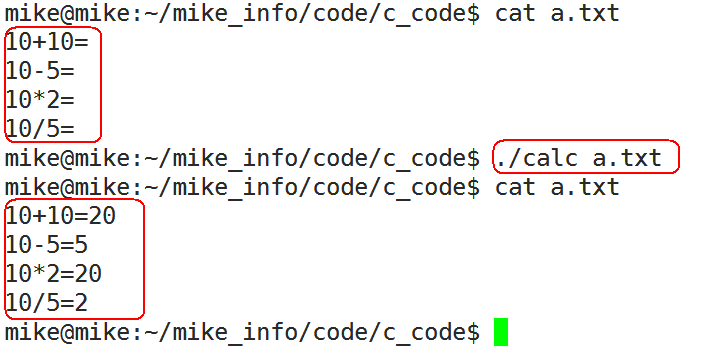 mike@mike:~/mike_info/code/c_code$ cat a.txt
10+10=
10-5=
10*2=
10/5=
mike@mike:~/mike_info/code/c_code$ ./calc a.txt
mike@mike:~/mike_info/code/c_code$ cat a.txt
10+10=20
10-5=5
10*2=20
10/5=2
mike@mike:~/mike_info/code/c_code$